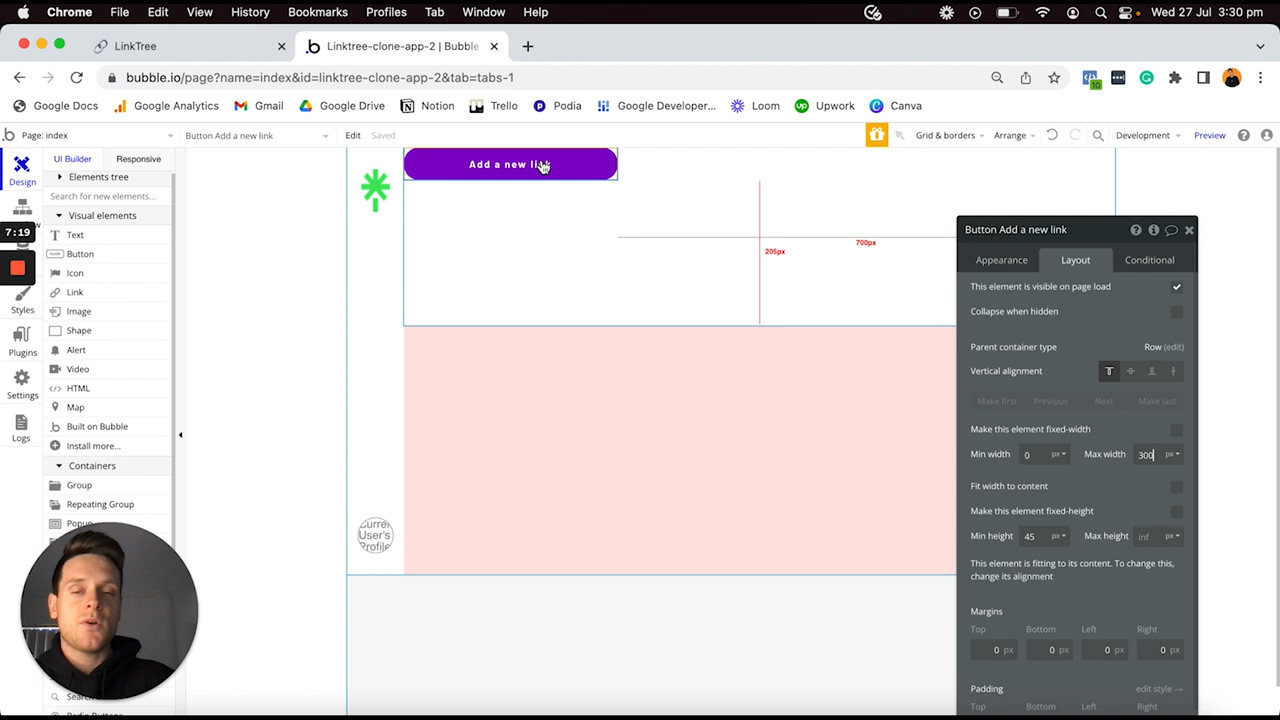 Chrome File Edit View History Bookmarks Profiles Tab Window Help Wed 27 Jul 3:30 pm
LinkTree
Linktree-clone-app-2 | Bubble
bubble.io/page?name=index&id=linktree-clone-app-2&tab=tabs-1
10
Google Docs Google Analytics Gmail Google Drive Notion Trello Podia Google Developer... Loom Upwork Canva
Page: index Button Add a new link Edit Saved Grid & borders Arrange Development Preview
Design
7:19
Styles
Plugins
Settings
Logs
UI Builder Responsive
Elements tree
Search for new elements...
Visual elements
Text
Button
Icon
Link
Image
Shape
Alert
Video
HTML
Map
Built on Bubble
Install more...
Containers
Group
Repeating Group
Popup
Add a new link
205px
700px
Current
User's
Profile
Button Add a new link
Appearance Layout Conditional
This element is visible on page load
Collapse when hidden
Parent container type Row (edit)
Vertical alignment
Make first Previous Next Make last
Make this element fixed-width
Min width 0 px Max width 300 px
Fit width to content
Make this element fixed-height
Min height 45 px Max height inf px
This element is fitting to its content. To change this,
change its alignment
Margins
Top Bottom Left Right
0 px 0 px 0 px 0 px
Padding edit style →
Top Bottom Left Right